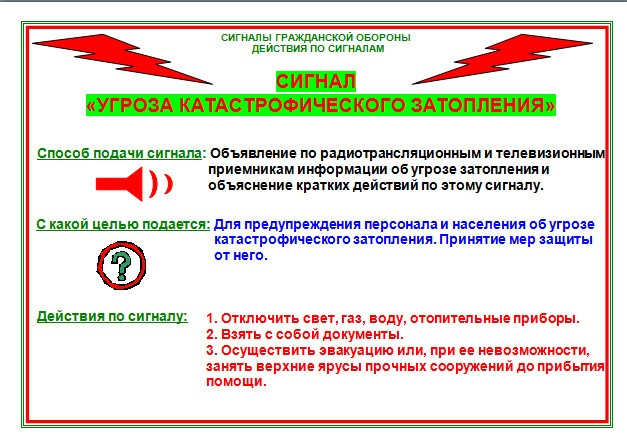 СИГНАЛЫ ГРАЖДАНСКОЙ ОБОРОНЫ
ДЕЙСТВИЯ ПО СИГНАЛАМ
СИГНАЛ
«УГРОЗА КАТАСТРОФИЧЕСКОГО ЗАТОПЛЕНИЯ»
Способ подачи сигнала: Объявление по радиотрансляционным и телевизионным
приемникам информации об угрозе затопления и
объяснение кратких действий по этому сигналу.
С какой целью подается: Для предупреждения персонала и населения об угрозе
катастрофического затопления. Принятие мер защиты
от него.
?
Действия по сигналу: 1. Отключить свет, газ, воду, отопительные приборы.
2. Взять с собой документы.
3. Осуществить эвакуацию или, при ее невозможности,
занять верхние ярусы прочных сооружений до прибытия
помощи.